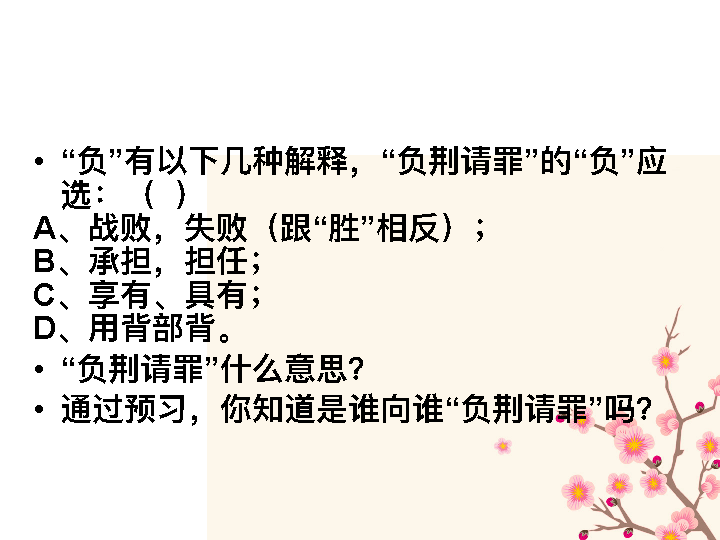 • “负”有以下几种解释，“负荆请罪”的“负”应
选：（ ）
A、战败，失败（跟“胜”相反）；
B、承担，担任；
C、享有、具有；
D、用背部背。
• “负荆请罪”什么意思？
• 通过预习，你知道是谁向谁“负荆请罪”吗？